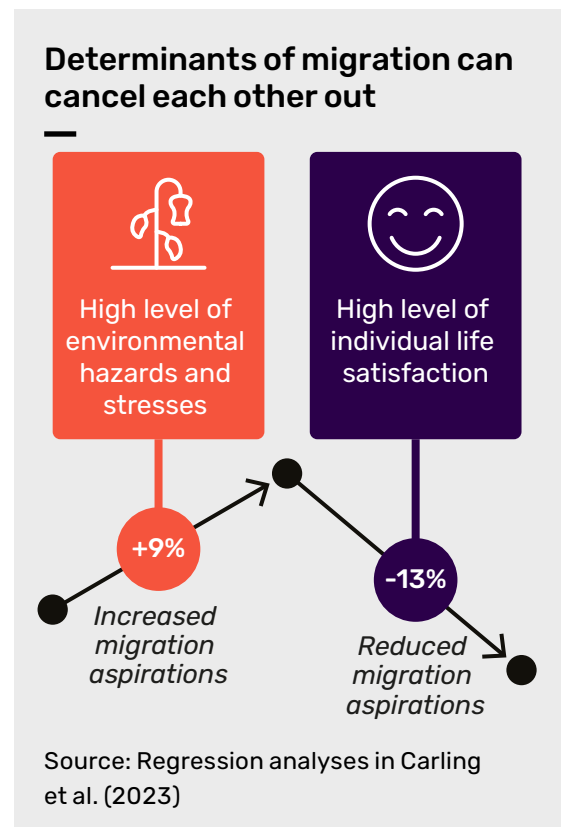 Determinants of migration can
cancel each other out
High level of
environmental
hazards and
stresses
High level of
individual life
satisfaction
+9%
Increased
migration
aspirations
-13%
Reduced
migration
aspirations
Source: Regression analyses in Carling
et al. (2023)